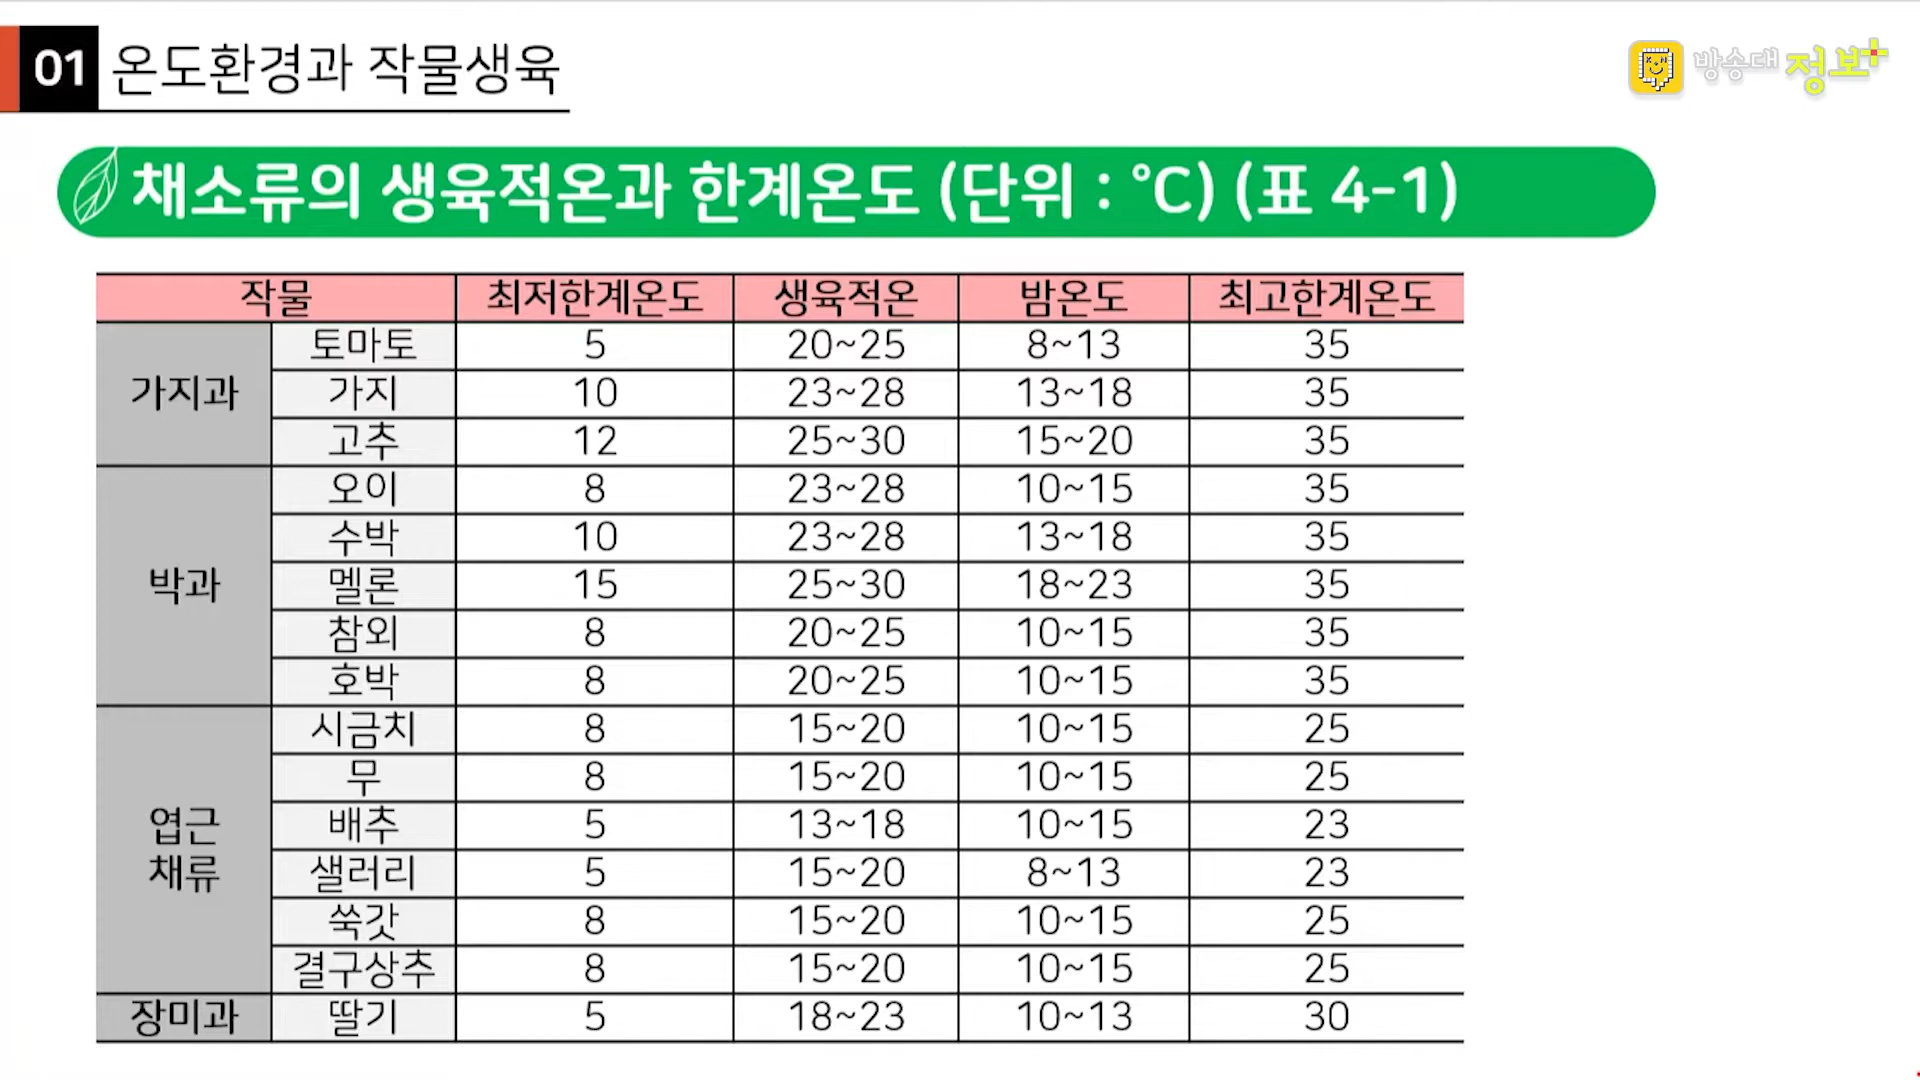 01 온도환경과 작물생육
방송대 정보+
채소류의 생육적온과 한계온도 (단위 : ℃) (표 4-1)
작물 최저한계온도 생육적온 밤온도 최고한계온도
가지과 토마토 5 20~25 8~13 35
가지 10 23~28 13~18 35
고추 12 25~30 15~20 35
박과 오이 8 23~28 10~15 35
수박 10 23~28 13~18 35
멜론 15 25~30 18~23 35
참외 8 20~25 10~15 35
호박 8 20~25 10~15 35
엽근
채류 시금치 8 15~20 10~15 25
무 8 15~20 10~15 25
배추 5 13~18 10~15 23
샐러리 5 15~20 8~13 23
쑥갓 8 15~20 10~15 25
결구상추 8 15~20 10~15 25
장미과 딸기 5 18~23 10~13 30